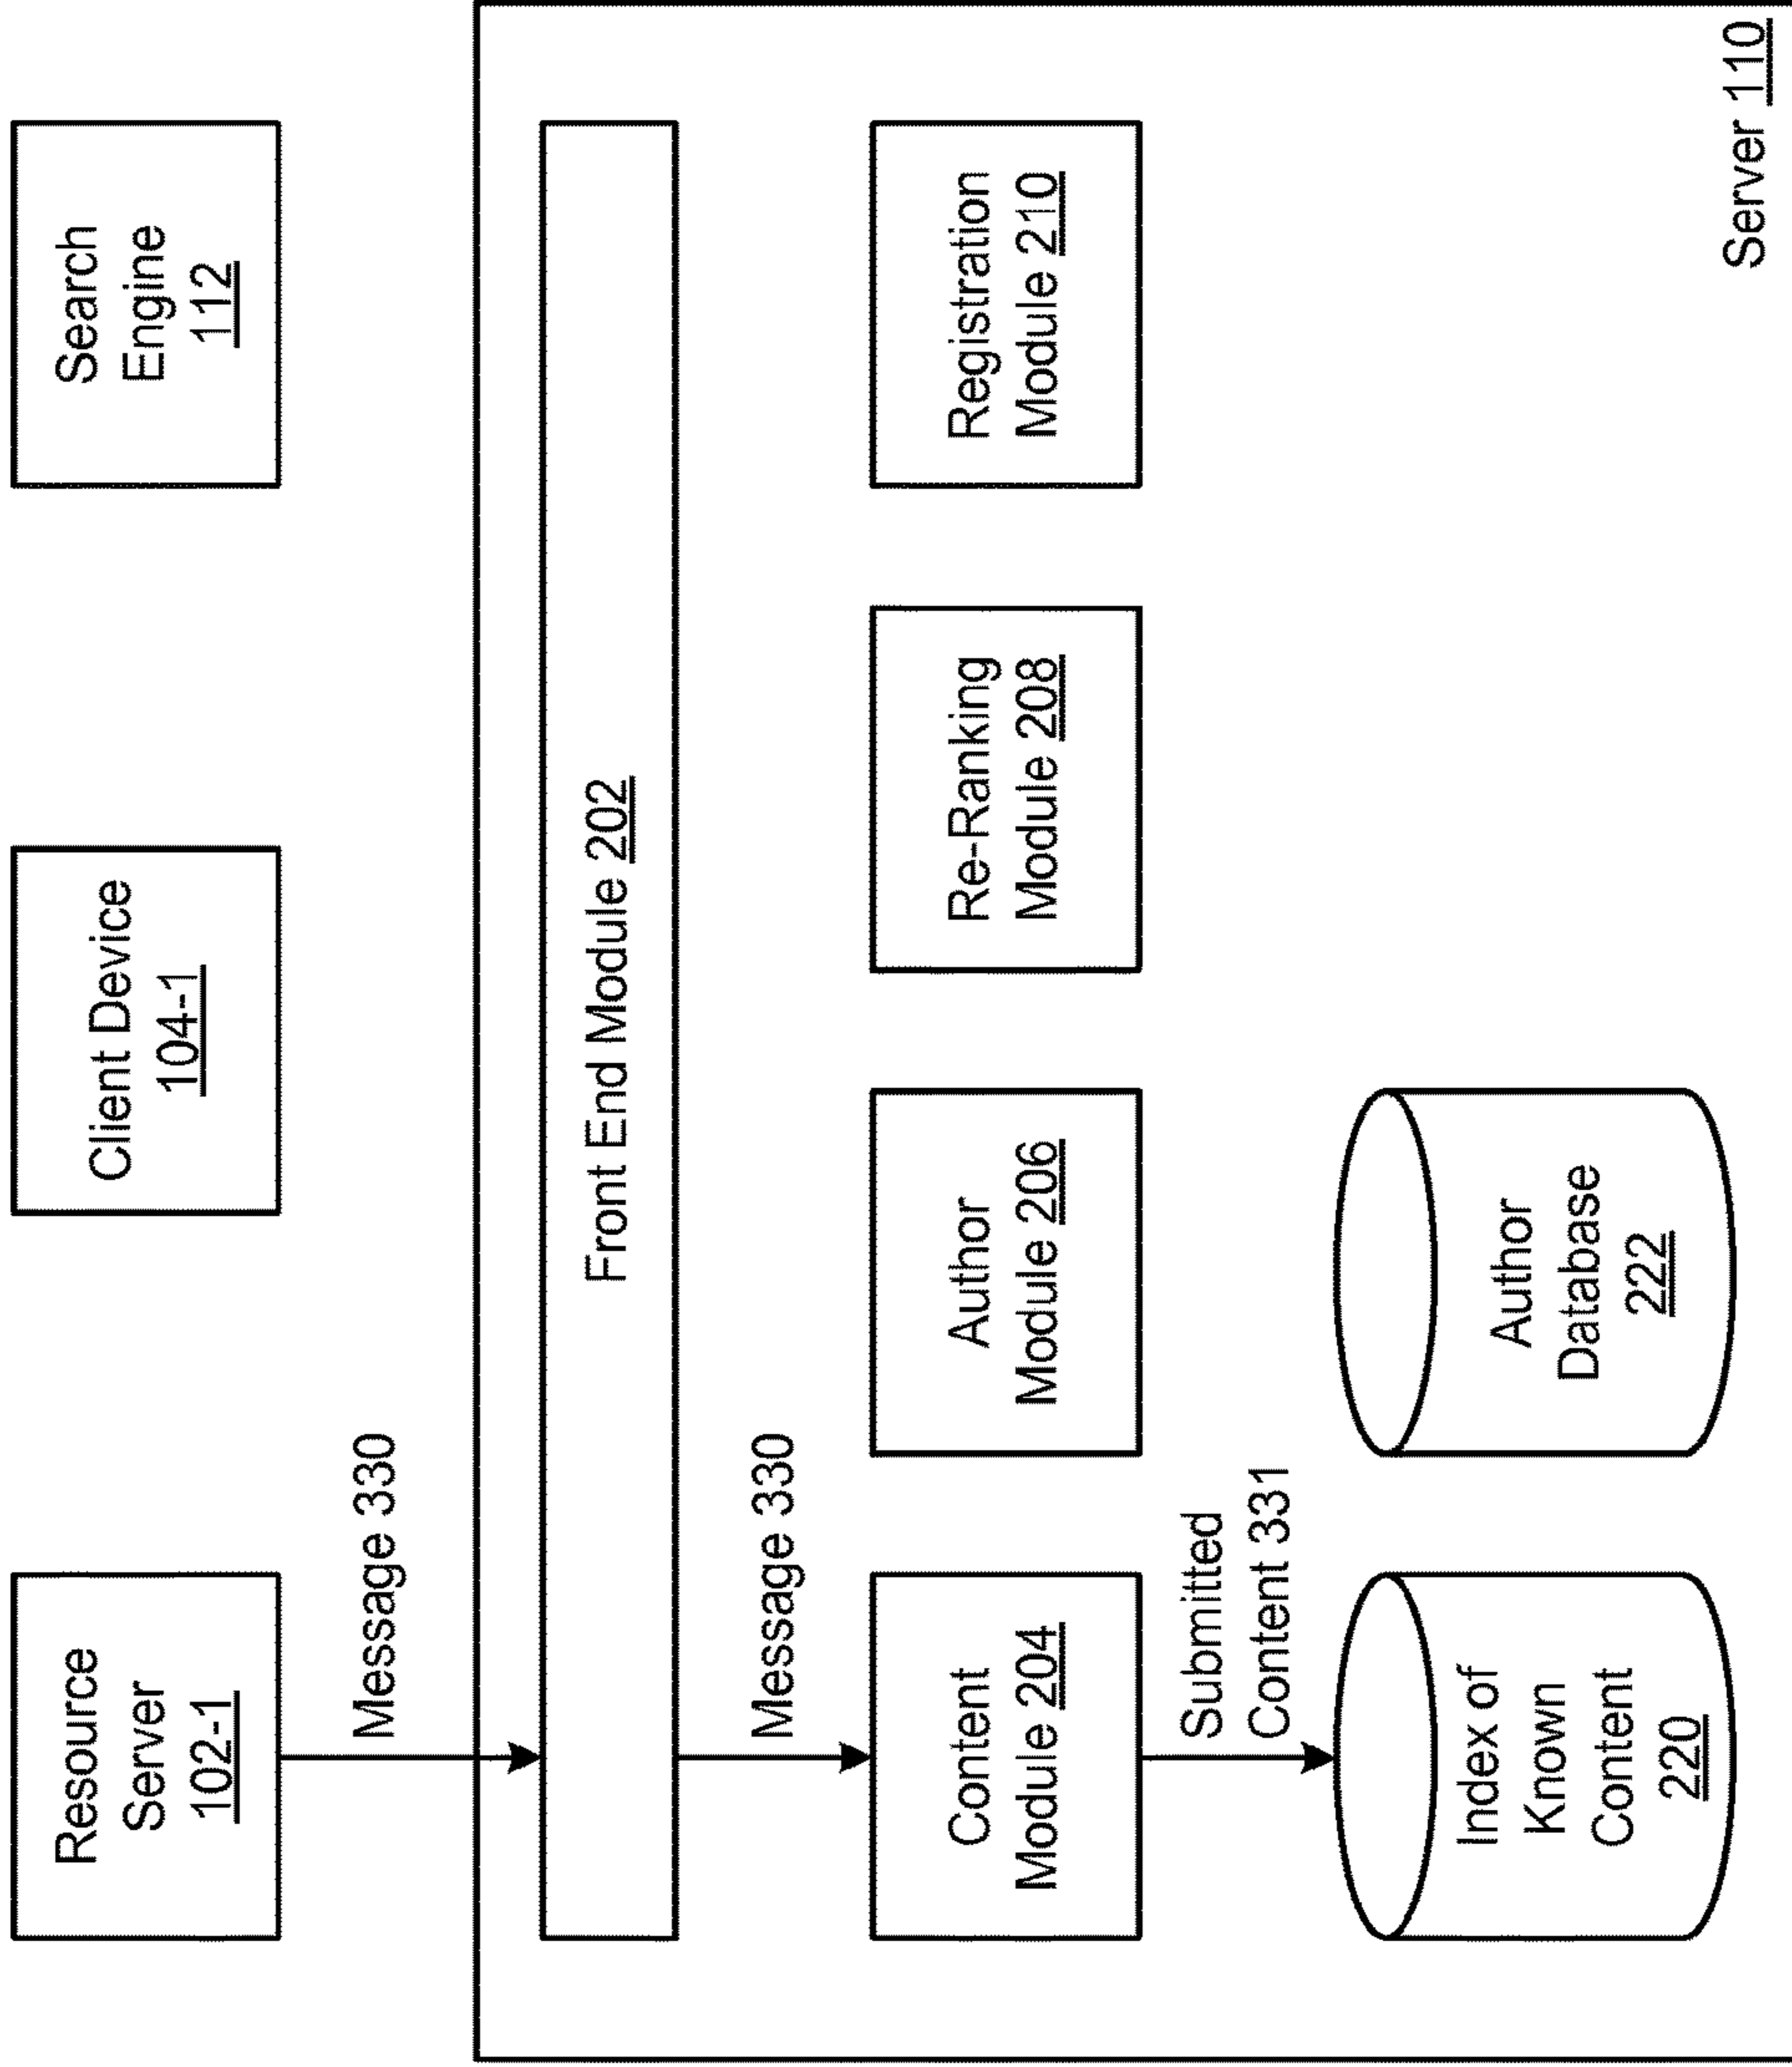 Resource
Server
102-1
Client Device
104-1
Search
Engine
112
Message 330
Front End Module 202
Message 330
Content
Module 204
Author
Module 206
Re-Ranking
Module 208
Registration
Module 210
Submitted
Content 331
Index of
Known
Content
220
Author
Database
222
Server 110